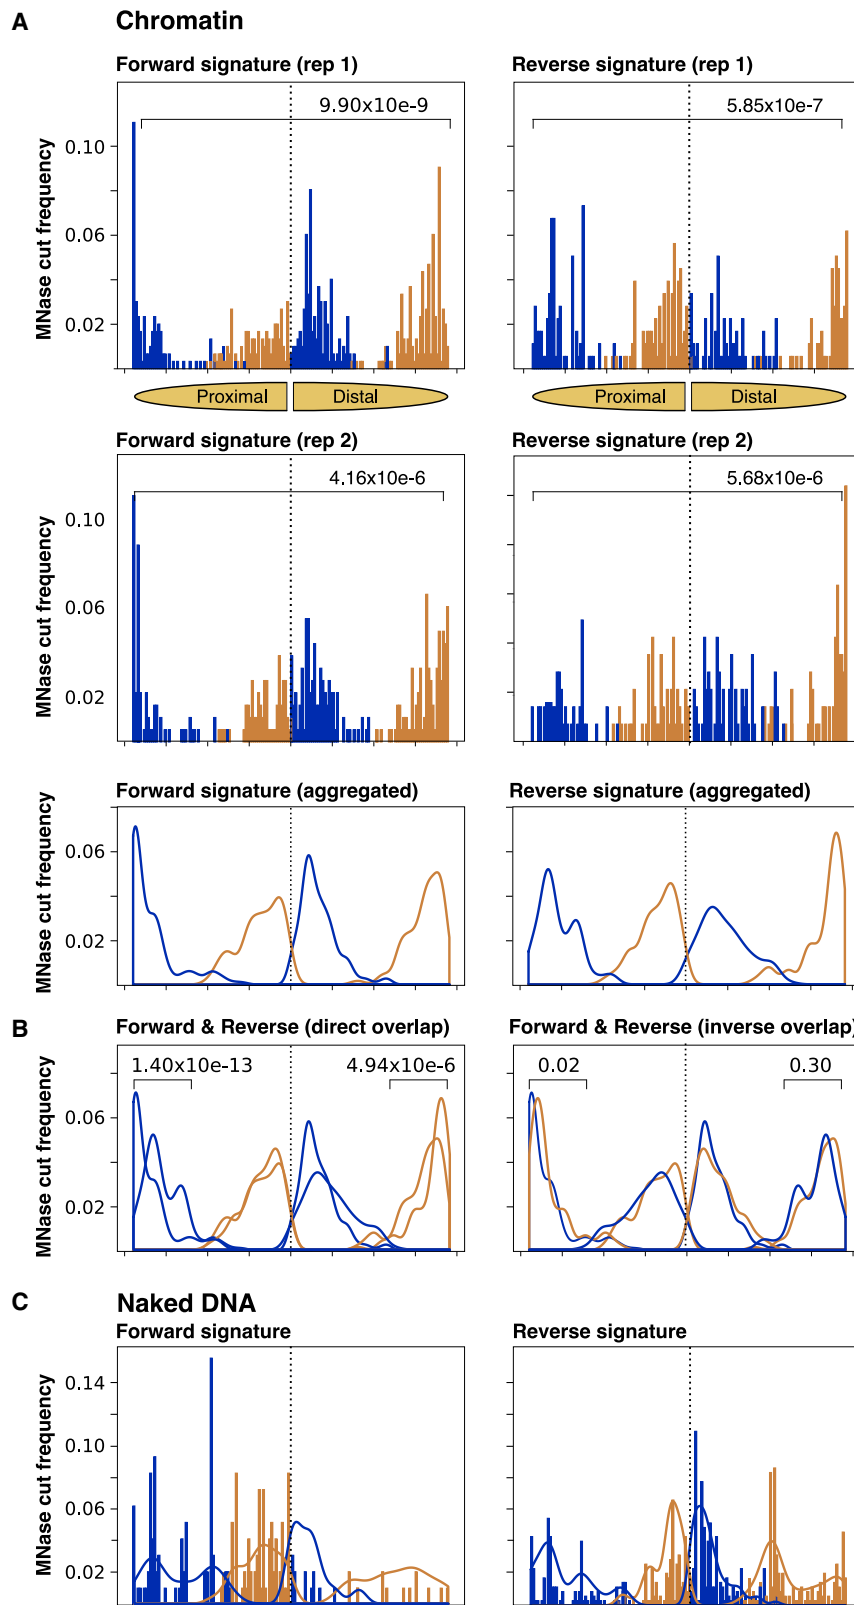 A
Chromatin
Forward signature (rep 1)
Reverse signature (rep 1)
MNase cut frequency
0.10
0.06
0.02
9.90x10e-9
5.85x10e-7
Proximal
Distal
Proximal
Distal
Forward signature (rep 2)
Reverse signature (rep 2)
MNase cut frequency
0.10
0.06
0.02
4.16x10e-6
5.68x10e-6
Forward signature (aggregated)
Reverse signature (aggregated)
MNase cut frequency
0.06
0.02
B
Forward & Reverse (direct overlap)
Forward & Reverse (inverse overlap)
MNase cut frequency
0.06
0.02
1.40x10e-13
4.94x10e-6
0.02
0.30
C
Naked DNA
Forward signature
Reverse signature
MNase cut frequency
0.14
0.10
0.06
0.02